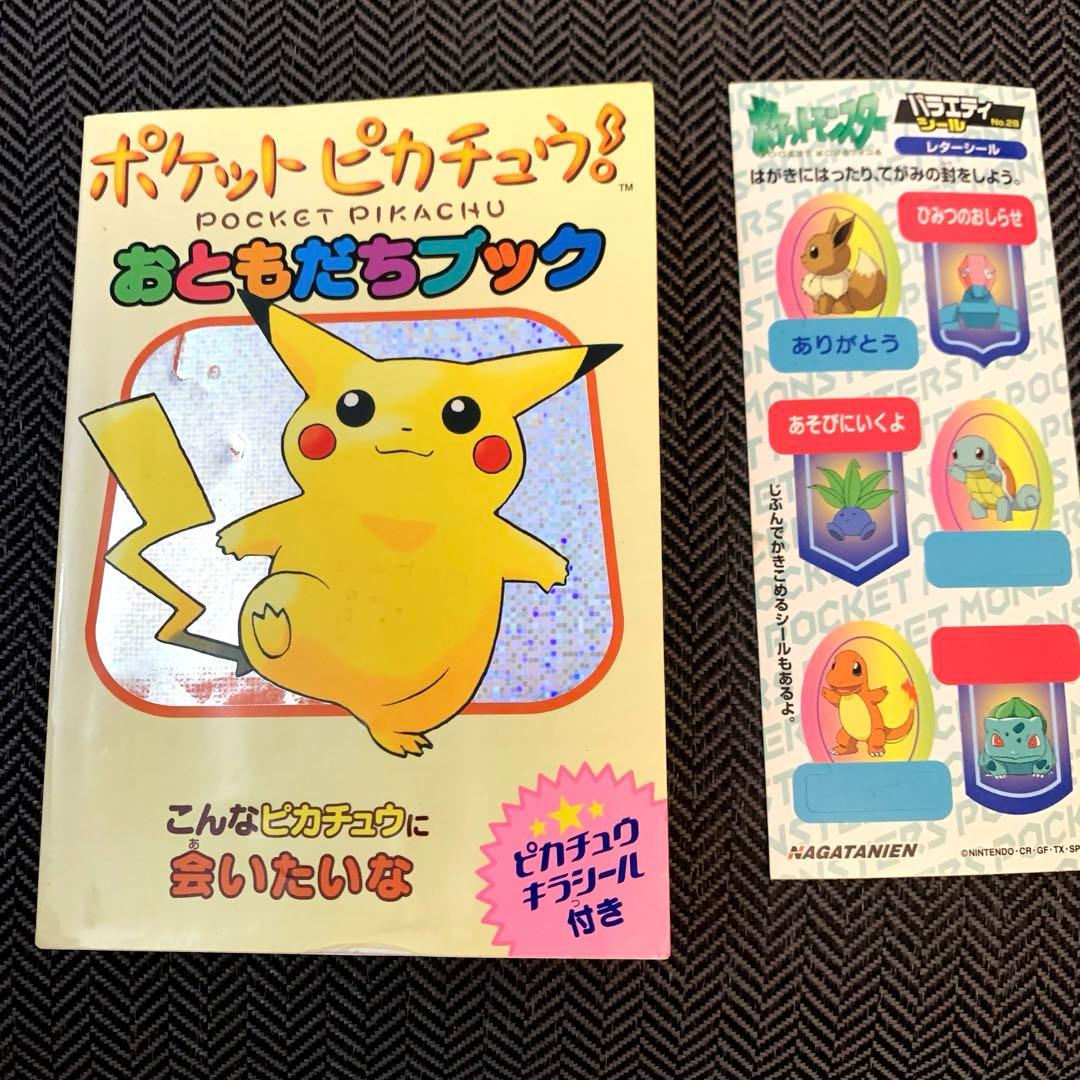 ポケットピカチュウ!
TM
POCKET PIKACHU
おともだちブック
こんなピカチュウに
会いたいな
あ
ピカチュウ
キラシール
付き
つ
ポケットモンスター
POCKET MONSTERS
バラエティ
シール
No.28
レターシール
はがきにはったり、てがみの封をしよう。
ひみつのおしらせ
ありがとう
あそびにいくよ
じぶんでかきこめるシールもあるよ。
NAGATANIEN
©NINTENDO・CR・GF・TX・SP
POCKET MONSTERS